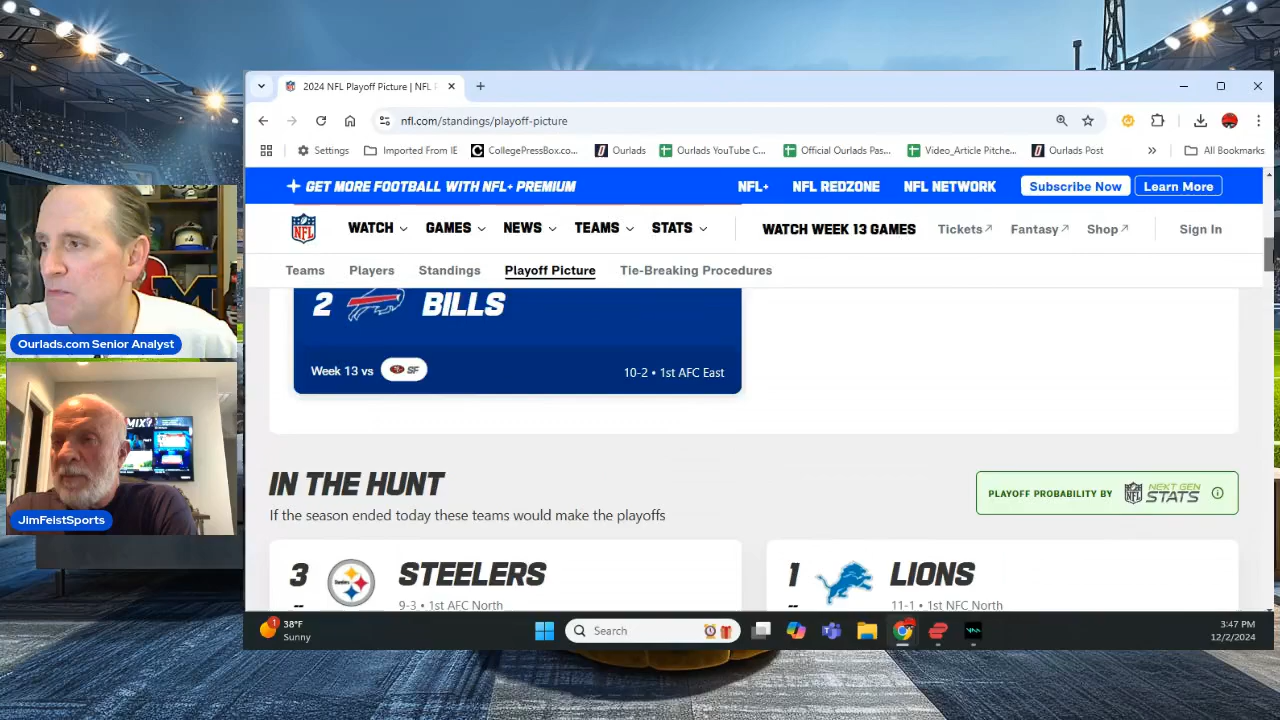 2024 NFL Playoff Picture | NFL
nfl.com/standings/playoff-picture
Settings
Imported From IE
CollegePressBox.co...
Ourlads
Ourlads YouTube C...
Official Ourlads Pas...
Video_Article Pitche...
Ourlads Post
All Bookmarks
GET MORE FOOTBALL WITH NFL+ PREMIUM
NFL+
NFL REDZONE
NFL NETWORK
Subscribe Now
Learn More
NFL
WATCH
GAMES
NEWS
TEAMS
STATS
WATCH WEEK 13 GAMES
Tickets
Fantasy
Shop
Sign In
Teams
Players
Standings
Playoff Picture
Tie-Breaking Procedures
2 BILLS
Week 13 vs SF
10-2 • 1st AFC East
IN THE HUNT
If the season ended today these teams would make the playoffs
PLAYOFF PROBABILITY BY NEXT GEN STATS
3 STEELERS
--
9-3 • 1st AFC North
1 LIONS
--
11-1 • 1st NFC North
Ourlads.com Senior Analyst
JimFeistSports
1
38°F
Sunny
Search
3:47 PM
12/2/2024